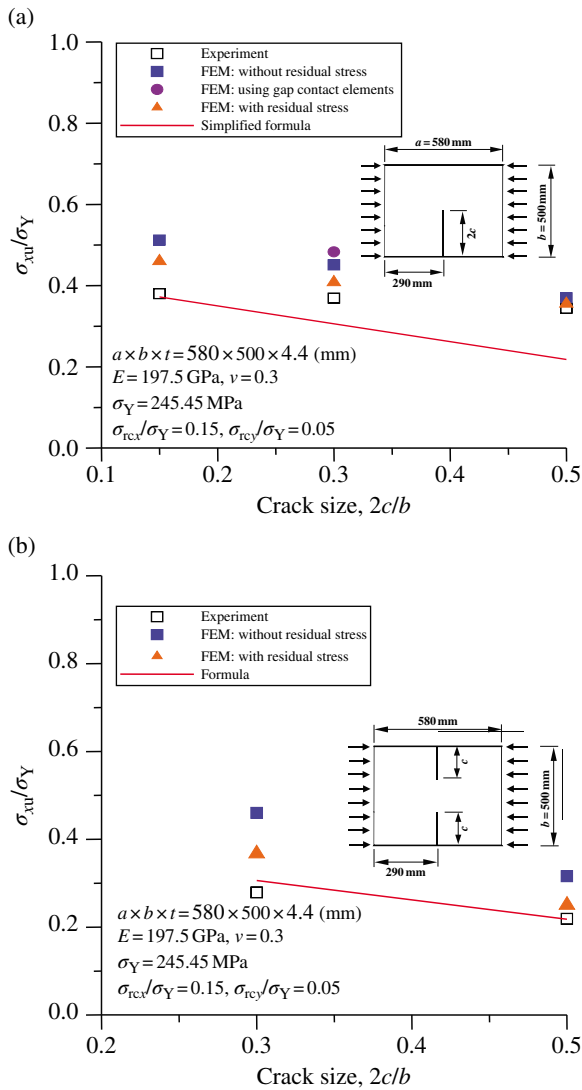 (a)
1.0
0.8
0.6
0.4
0.2
0.0
σxu/σY
Experiment
FEM: without residual stress
FEM: using gap contact elements
FEM: with residual stress
Simplified formula
a = 580 mm
b = 500 mm
2c
290 mm
a × b × t = 580 × 500 × 4.4 (mm)
E = 197.5 GPa, ν = 0.3
σY = 245.45 MPa
σrcx/σY = 0.15, σrcy/σY = 0.05
0.1 0.2 0.3 0.4 0.5
Crack size, 2c/b
(b)
1.0
0.8
0.6
0.4
0.2
0.0
σxu/σY
Experiment
FEM: without residual stress
FEM: with residual stress
Formula
580 mm
c
b = 500 mm
c
290 mm
a × b × t = 580 × 500 × 4.4 (mm)
E = 197.5 GPa, ν = 0.3
σY = 245.45 MPa
σrcx/σY = 0.15, σrcy/σY = 0.05
0.2 0.3 0.4 0.5
Crack size, 2c/b